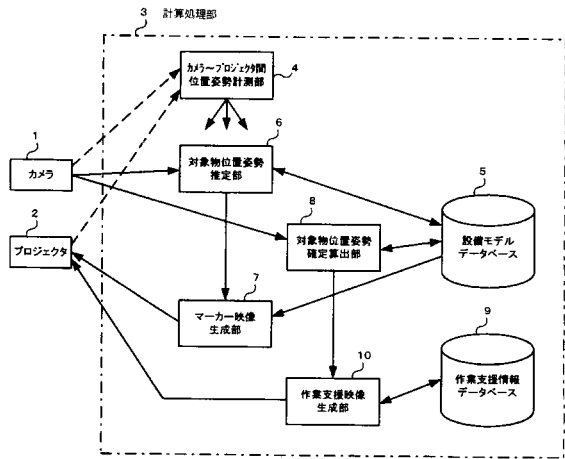 3 計算処理部
カメラ～プロジェクタ間
位置姿勢計測部
4
1
カメラ
6
対象物位置姿勢
推定部
5
設備モデル
データベース
2
プロジェクタ
8
対象物位置姿勢
確定算出部
7
マーカー映像
生成部
9
作業支援情報
データベース
10
作業支援映像
生成部